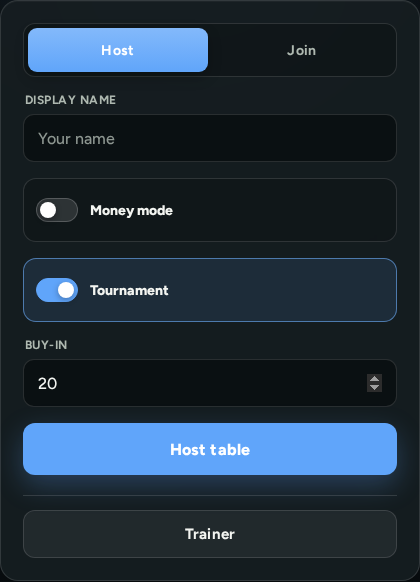 Host
Join
DISPLAY NAME
Your name
Money mode
Tournament
BUY-IN
20
Host table
Trainer